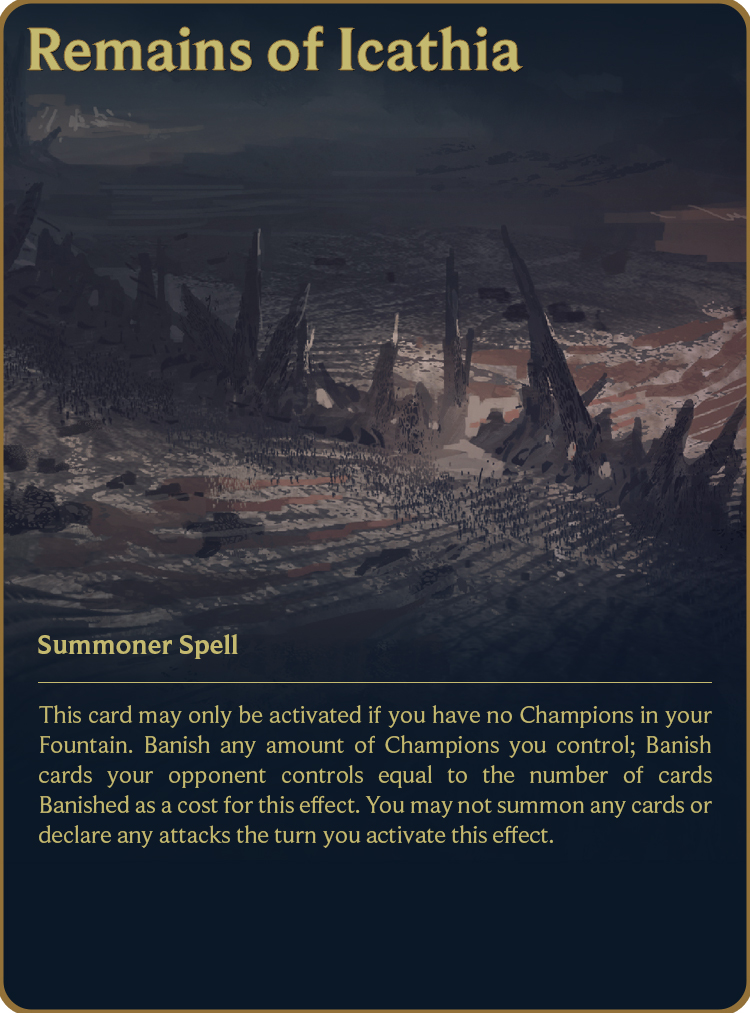 Remains of Icathia
Summoner Spell
This card may only be activated if you have no Champions in your
Fountain. Banish any amount of Champions you control; Banish
cards your opponent controls equal to the number of cards
Banished as a cost for this effect. You may not summon any cards or
declare any attacks the turn you activate this effect.